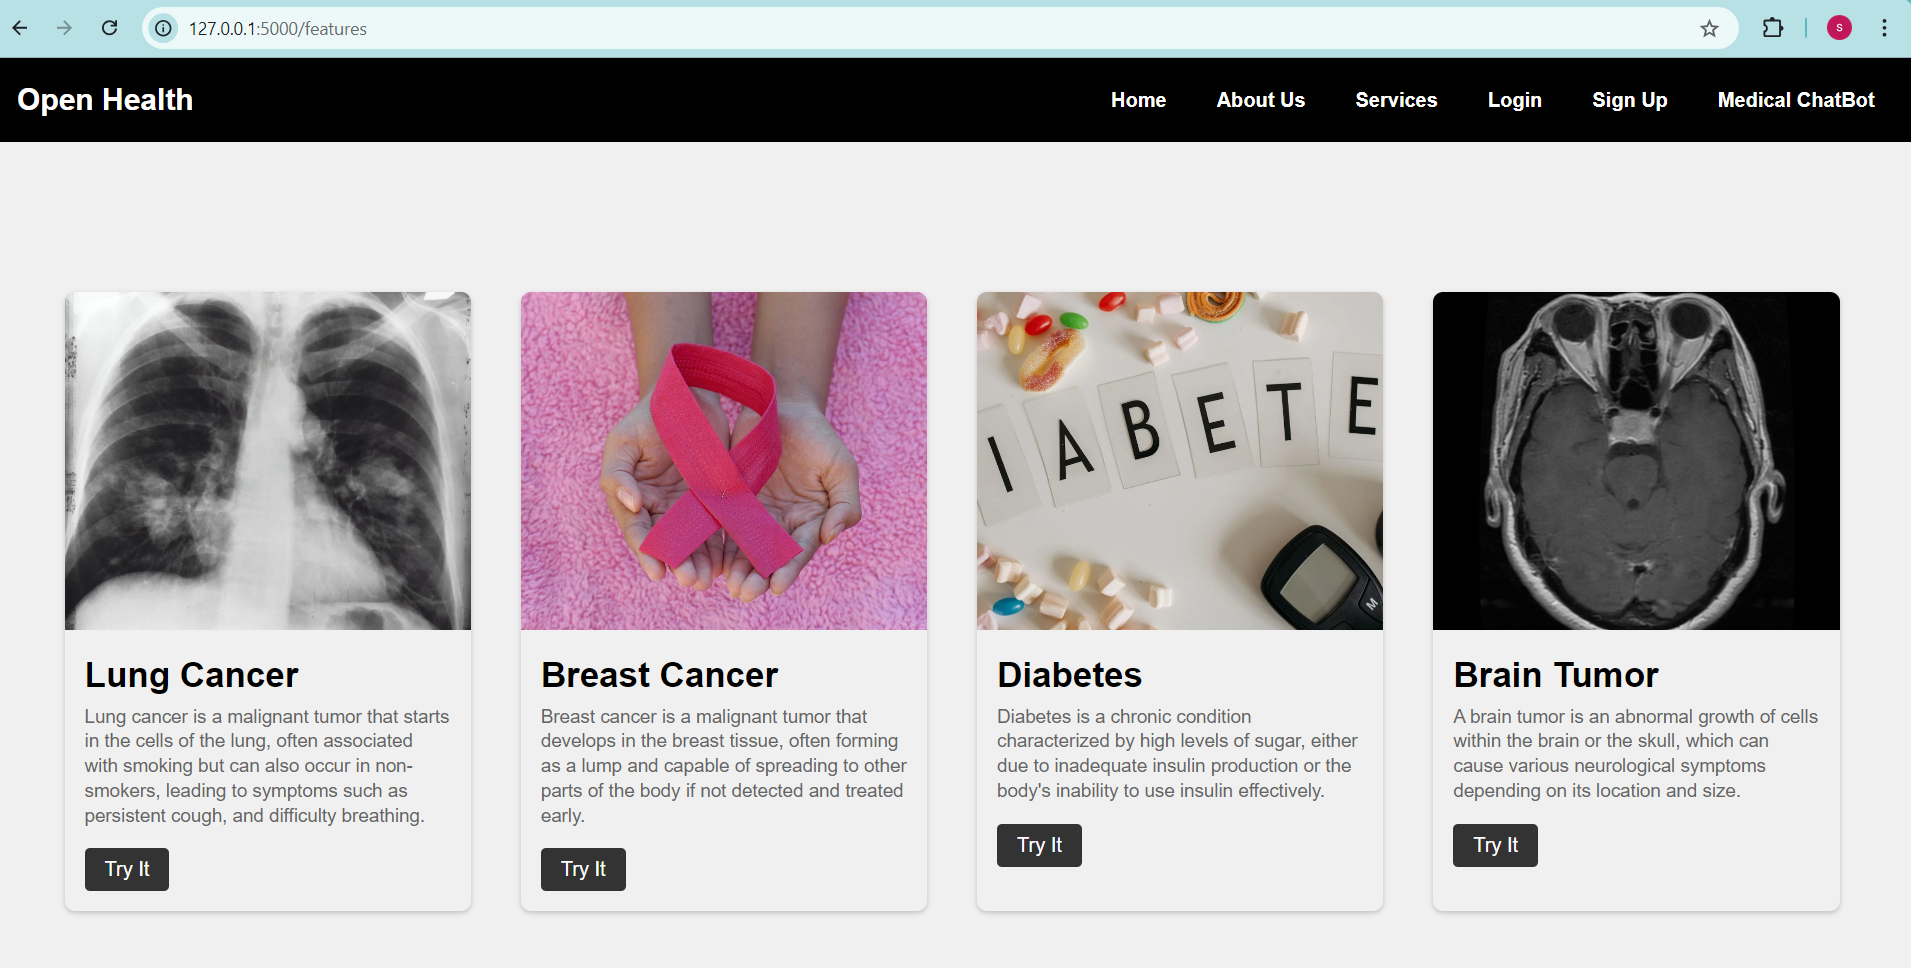 127.0.0.1:5000/features
S
Open Health
Home About Us Services Login Sign Up Medical ChatBot
IABETE
M
Lung Cancer
Lung cancer is a malignant tumor that starts
in the cells of the lung, often associated
with smoking but can also occur in non-
smokers, leading to symptoms such as
persistent cough, and difficulty breathing.
Try It
Breast Cancer
Breast cancer is a malignant tumor that
develops in the breast tissue, often forming
as a lump and capable of spreading to other
parts of the body if not detected and treated
early.
Try It
Diabetes
Diabetes is a chronic condition
characterized by high levels of sugar, either
due to inadequate insulin production or the
body's inability to use insulin effectively.
Try It
Brain Tumor
A brain tumor is an abnormal growth of cells
within the brain or the skull, which can
cause various neurological symptoms
depending on its location and size.
Try It